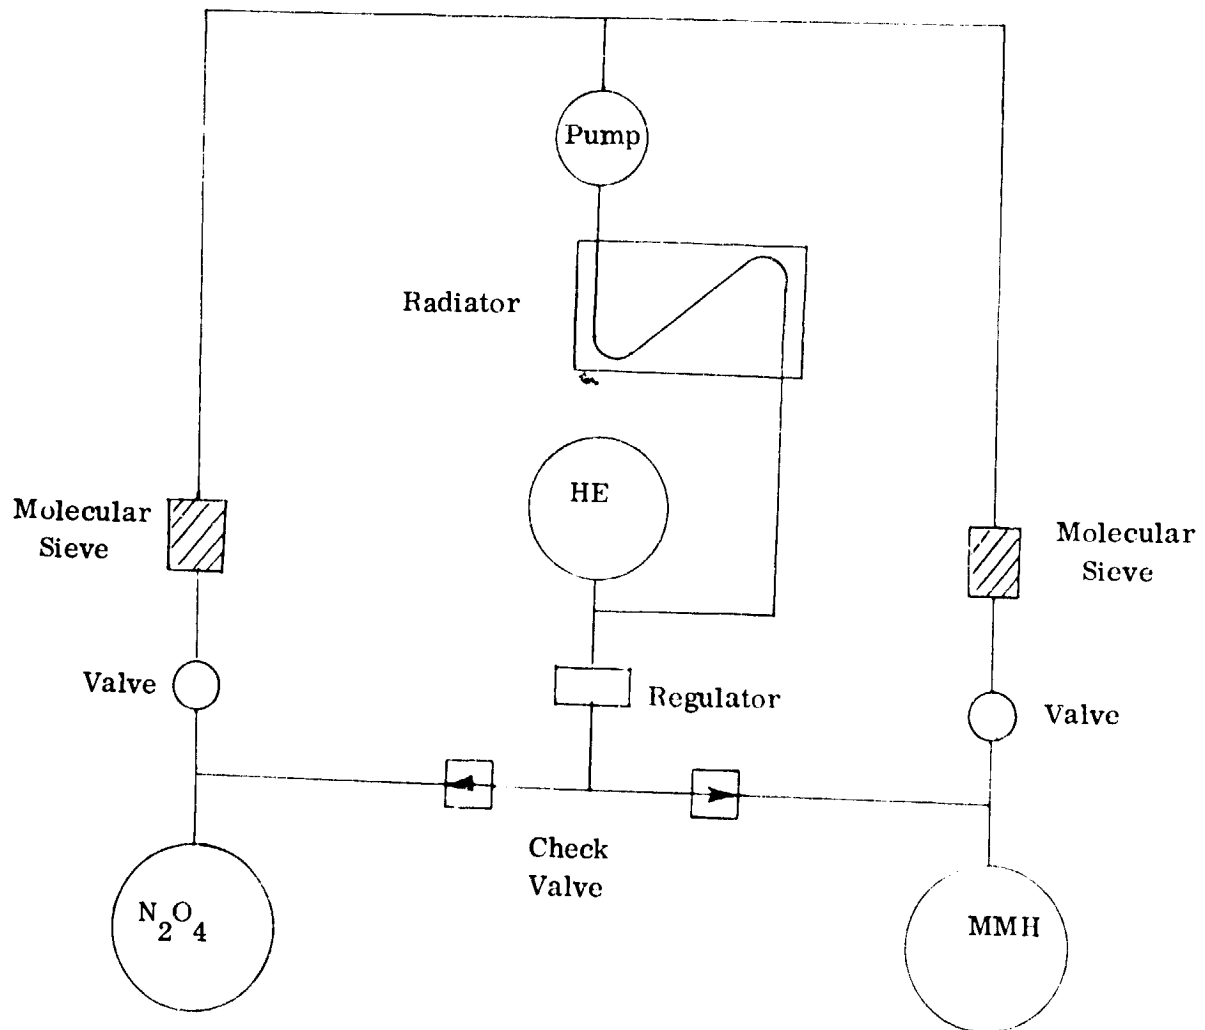 Pump
Radiator
HE
Molecular
Sieve
Molecular
Sieve
Valve
Regulator
Valve
Check
Valve
N₂O₄
MMH